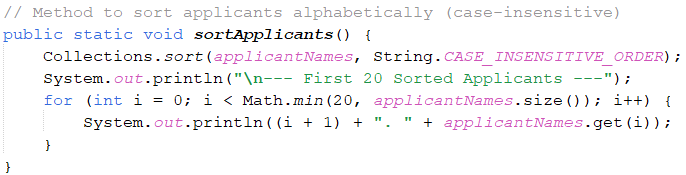 // Method to sort applicants alphabetically (case-insensitive)
public static void sortApplicants() {
    Collections.sort(applicantNames, String.CASE_INSENSITIVE_ORDER);
    System.out.println("\n--- First 20 Sorted Applicants ---");
    for (int i = 0; i < Math.min(20, applicantNames.size()); i++) {
        System.out.println((i + 1) + ". " + applicantNames.get(i));
    }
}